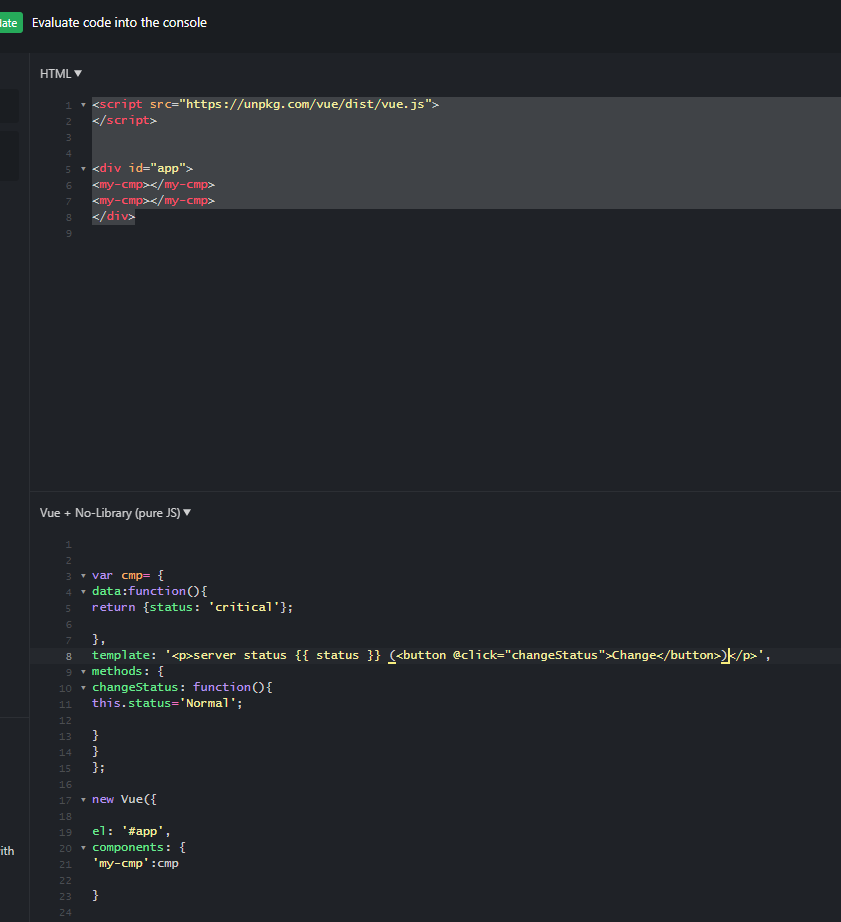 Evaluate code into the console
HTML ▼
1 <script src="https://unpkg.com/vue/dist/vue.js">
2 </script>
3
4
5 <div id="app">
6 <my-cmp></my-cmp>
7 <my-cmp></my-cmp>
8 </div>
9
Vue + No-Library (pure JS) ▼
1
2
3 var cmp= {
4 data:function(){
5 return {status: 'critical'};
6
7 },
8 template: '<p>server status {{ status }} (<button @click="changeStatus">Change</button>)</p>',
9 methods: {
10 changeStatus: function(){
11 this.status='Normal';
12
13 }
14 }
15 };
16
17 new Vue({
18
19 el: '#app',
20 components: {
21 'my-cmp':cmp
22
23 }
24